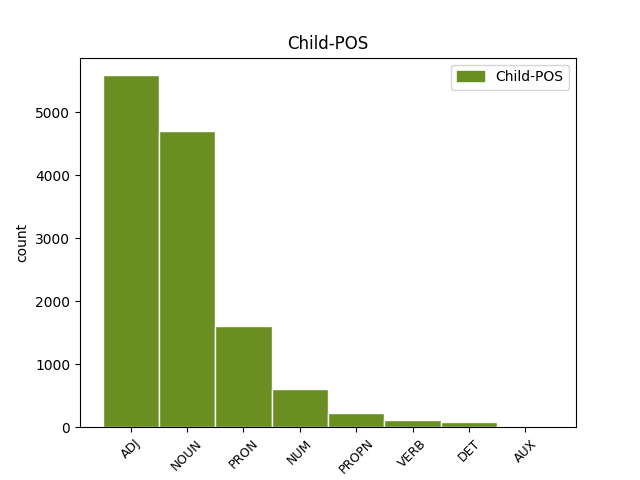 Child-POS
Child-POS
5000
4000
3000
2000
1000
0
count
ADJ NOUN PRON NUM PROPN VERB DET AUX